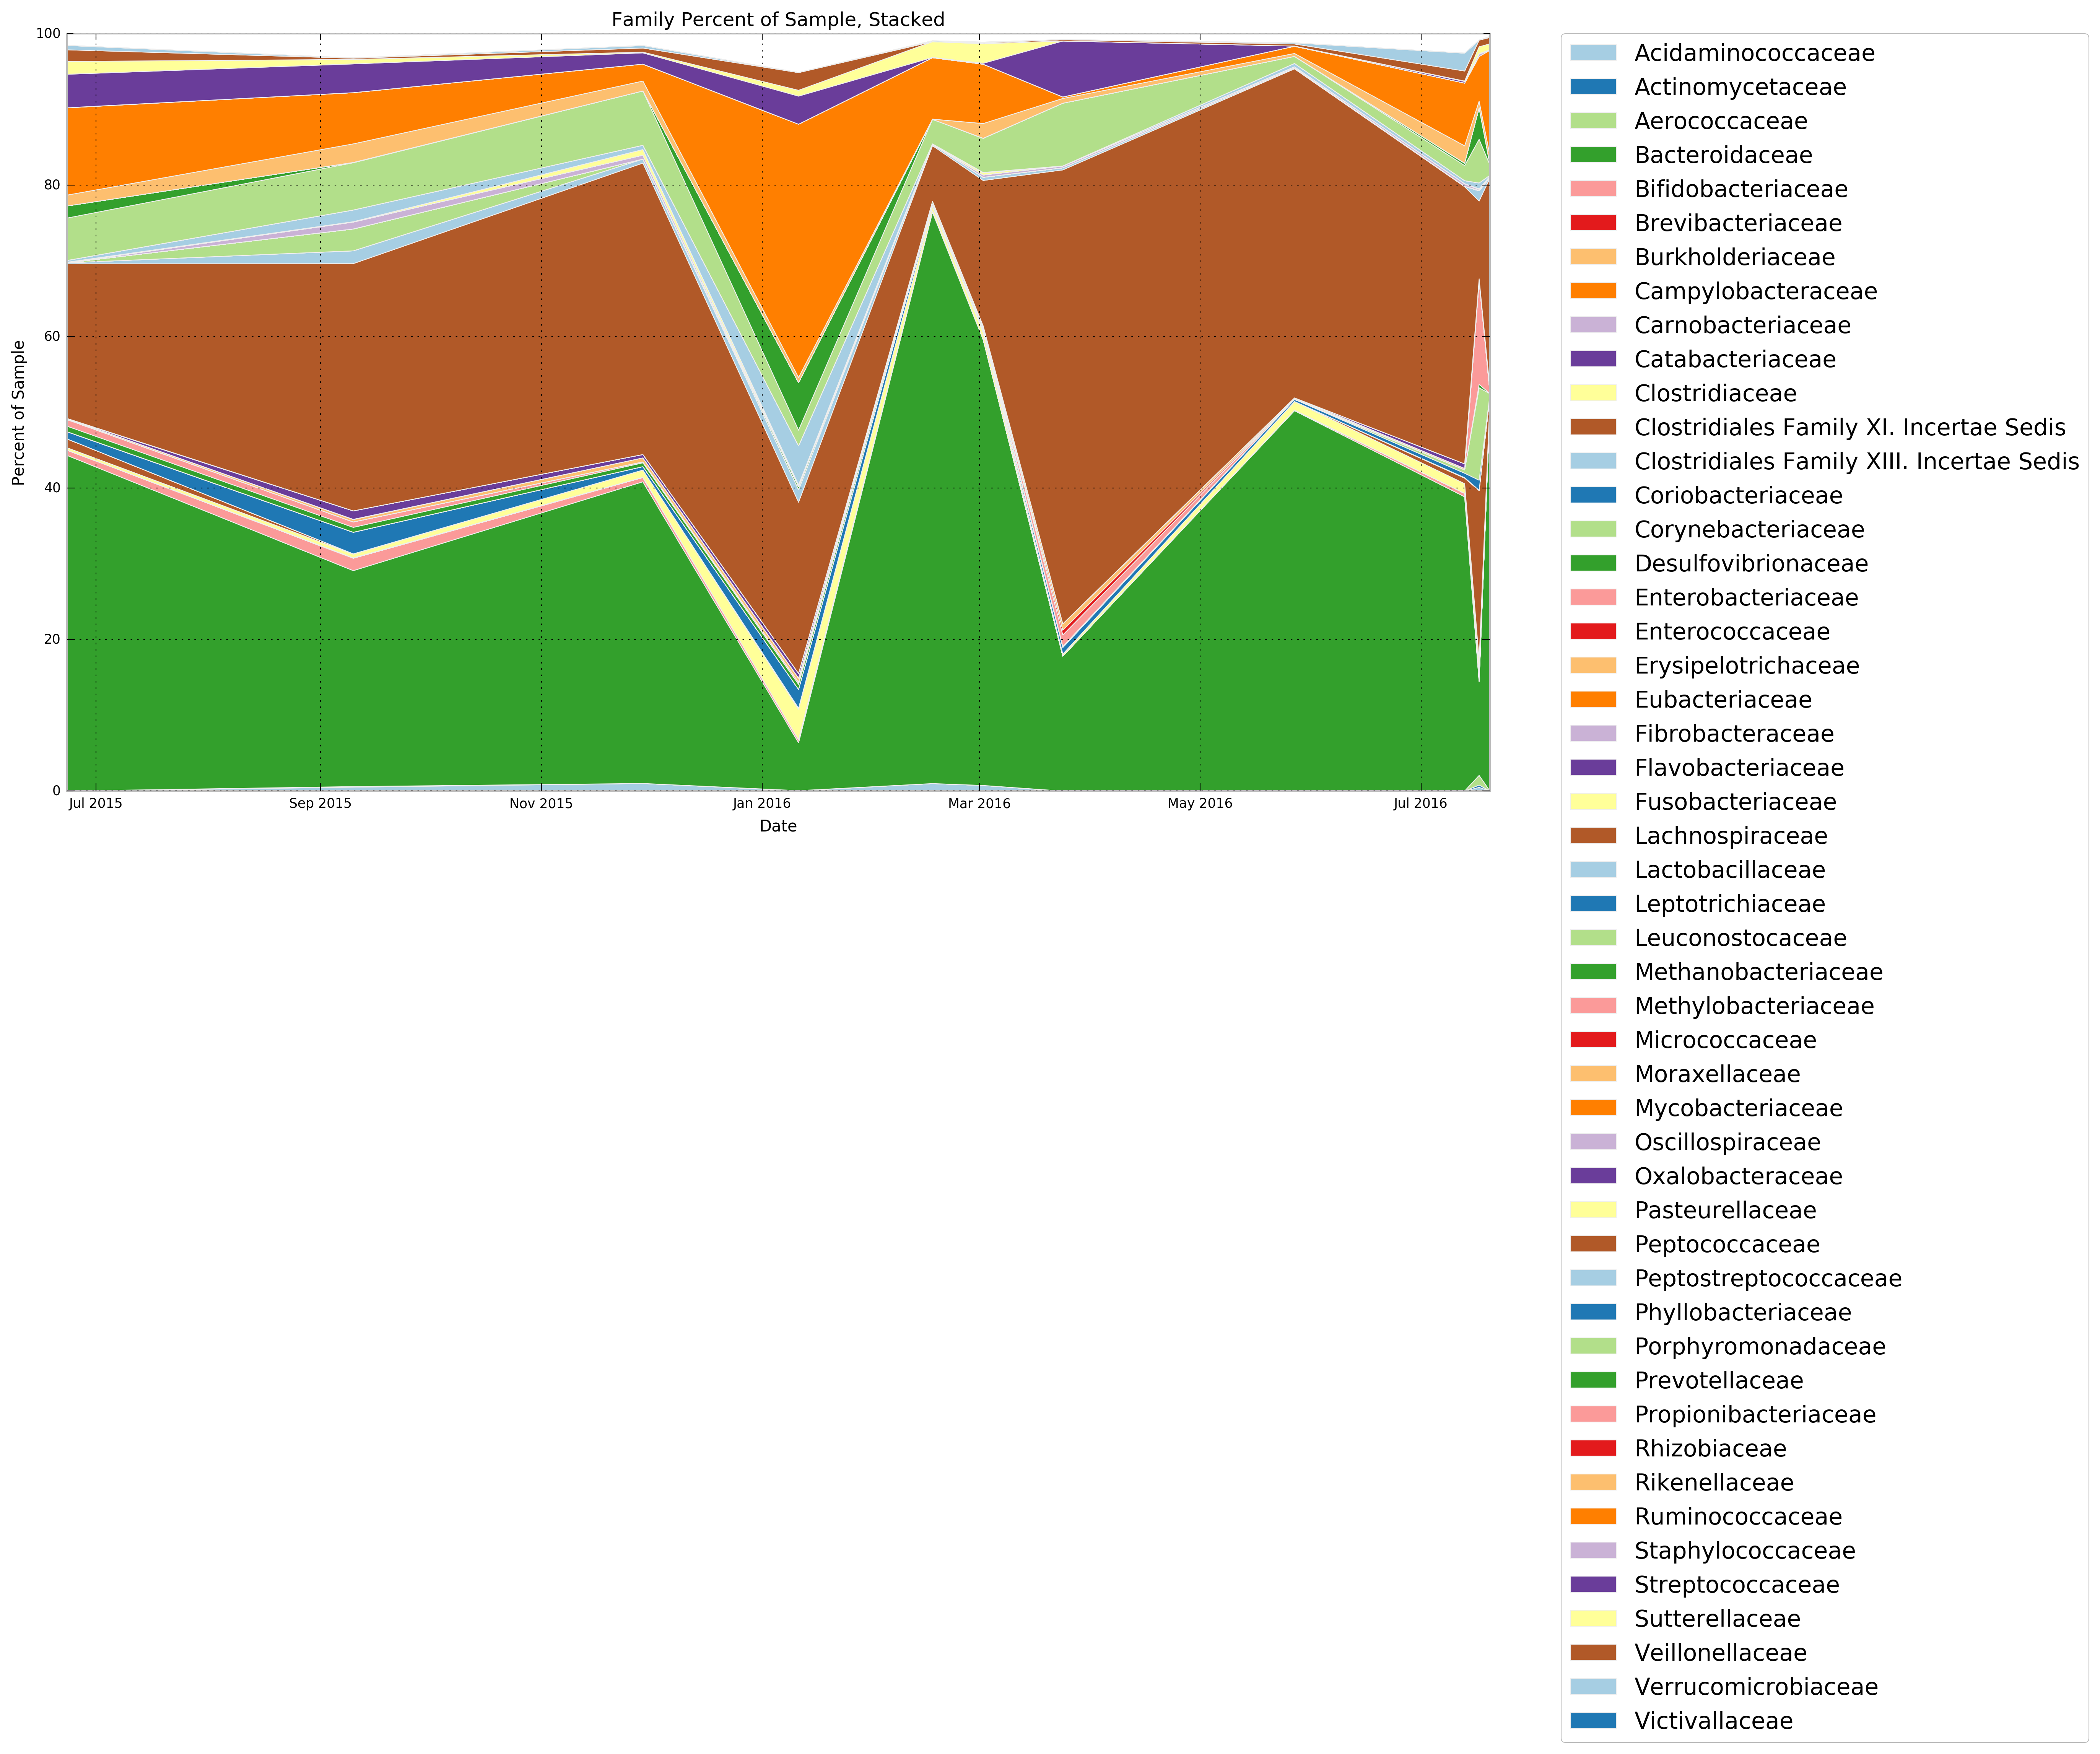 Family Percent of Sample, Stacked
100
80
60
40
20
0
Percent of Sample
Jul 2015
Sep 2015
Nov 2015
Jan 2016
Mar 2016
May 2016
Jul 2016
Date
Acidaminococcaceae
Actinomycetaceae
Aerococcaceae
Bacteroidaceae
Bifidobacteriaceae
Brevibacteriaceae
Burkholderiaceae
Campylobacteraceae
Carnobacteriaceae
Catabacteriaceae
Clostridiaceae
Clostridiales Family XI. Incertae Sedis
Clostridiales Family XIII. Incertae Sedis
Coriobacteriaceae
Corynebacteriaceae
Desulfovibrionaceae
Enterobacteriaceae
Enterococcaceae
Erysipelotrichaceae
Eubacteriaceae
Fibrobacteraceae
Flavobacteriaceae
Fusobacteriaceae
Lachnospiraceae
Lactobacillaceae
Leptotrichiaceae
Leuconostocaceae
Methanobacteriaceae
Methylobacteriaceae
Micrococcaceae
Moraxellaceae
Mycobacteriaceae
Oscillospiraceae
Oxalobacteraceae
Pasteurellaceae
Peptococcaceae
Peptostreptococcaceae
Phyllobacteriaceae
Porphyromonadaceae
Prevotellaceae
Propionibacteriaceae
Rhizobiaceae
Rikenellaceae
Ruminococcaceae
Staphylococcaceae
Streptococcaceae
Sutterellaceae
Veillonellaceae
Verrucomicrobiaceae
Victivallaceae